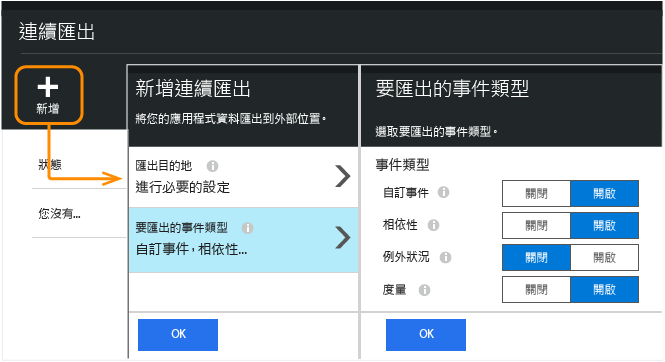 連續匯出
新增
狀態
您沒有...
新增連續匯出
將您的應用程式資料匯出到外部位置。
匯出目的地
進行必要的設定
要匯出的事件類型
自訂事件，相依性...
OK
要匯出的事件類型
選取要匯出的事件類型。
事件類型
自訂事件 關閉 開啟
相依性 關閉 開啟
例外狀況 關閉 開啟
度量 關閉 開啟
OK